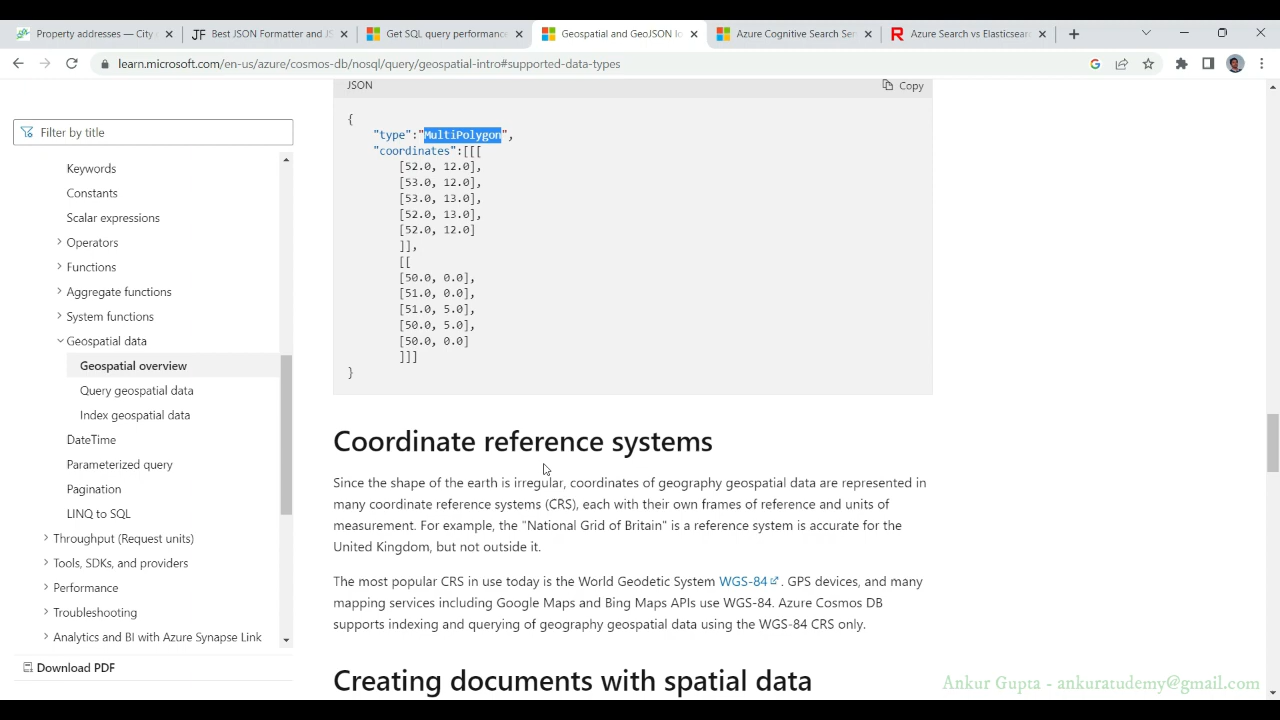 Property addresses — City
Best JSON Formatter and JS
Get SQL query performance
Geospatial and GeoJSON lo
Azure Cognitive Search Ser
Azure Search vs Elasticsear
learn.microsoft.com/en-us/azure/cosmos-db/nosql/query/geospatial-intro#supported-data-types
Filter by title
Keywords
Constants
Scalar expressions
Operators
Functions
Aggregate functions
System functions
Geospatial data
Geospatial overview
Query geospatial data
Index geospatial data
DateTime
Parameterized query
Pagination
LINQ to SQL
Throughput (Request units)
Tools, SDKs, and providers
Performance
Troubleshooting
Analytics and BI with Azure Synapse Link
Download PDF
JSON
Copy
{
"type":"MultiPolygon",
"coordinates":[[[
[52.0, 12.0],
[53.0, 12.0],
[53.0, 13.0],
[52.0, 13.0],
[52.0, 12.0]
]],
[[
[50.0, 0.0],
[51.0, 0.0],
[51.0, 5.0],
[50.0, 5.0],
[50.0, 0.0]
]]]
}
Coordinate reference systems
Since the shape of the earth is irregular, coordinates of geography geospatial data are represented in
many coordinate reference systems (CRS), each with their own frames of reference and units of
measurement. For example, the "National Grid of Britain" is a reference system is accurate for the
United Kingdom, but not outside it.
The most popular CRS in use today is the World Geodetic System WGS-84. GPS devices, and many
mapping services including Google Maps and Bing Maps APIs use WGS-84. Azure Cosmos DB
supports indexing and querying of geography geospatial data using the WGS-84 CRS only.
Creating documents with spatial data
Ankur Gupta - ankuratudemy@gmail.com